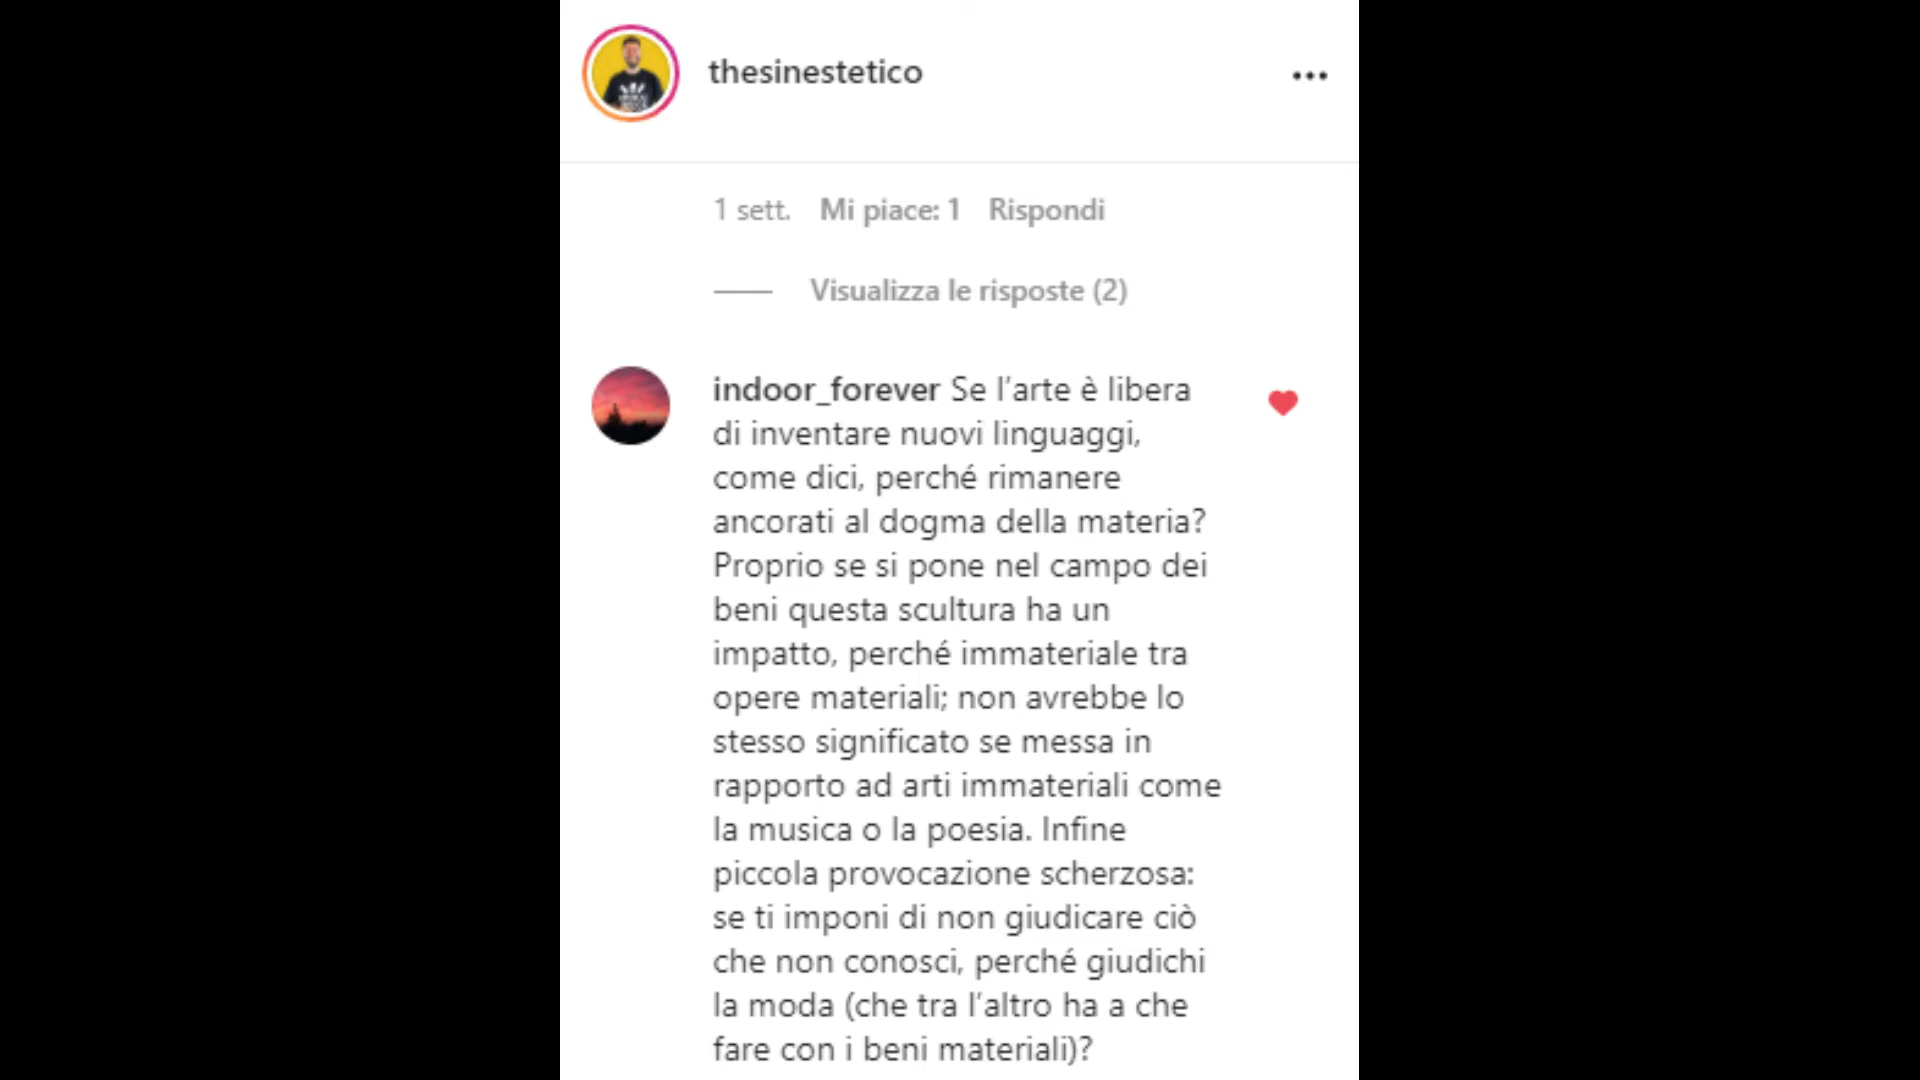 thesinestetico
1 sett. Mi piace: 1 Rispondi
Visualizza le risposte (2)
indoor_forever Se l'arte è libera
di inventare nuovi linguaggi,
come dici, perché rimanere
ancorati al dogma della materia?
Proprio se si pone nel campo dei
beni questa scultura ha un
impatto, perché immateriale tra
opere materiali; non avrebbe lo
stesso significato se messa in
rapporto ad arti immateriali come
la musica o la poesia. Infine
piccola provocazione scherzosa:
se ti imponi di non giudicare ciò
che non conosci, perché giudichi
la moda (che tra l'altro ha a che
fare con i beni materiali)?